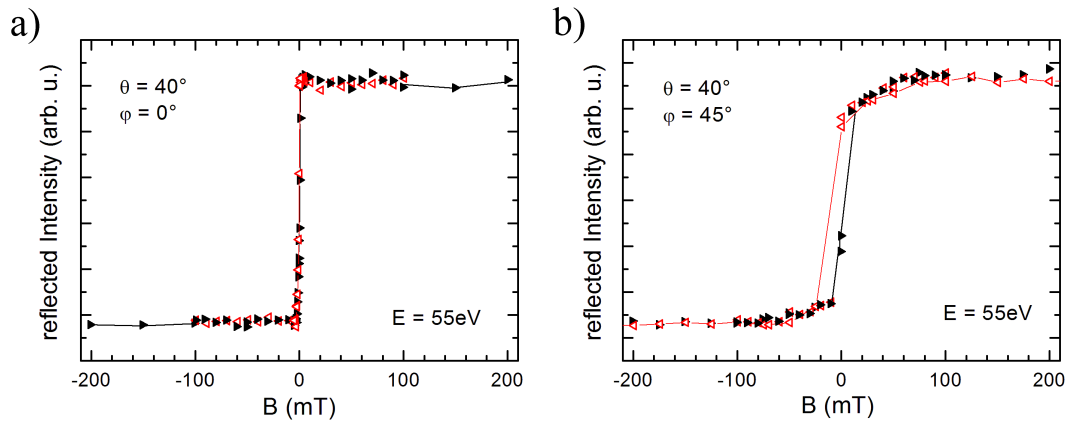 a)
reflected Intensity (arb. u.)
θ = 40°
φ = 0°
E = 55eV
-200 -100 0 100 200
B (mT)
b)
reflected Intensity (arb. u.)
θ = 40°
φ = 45°
E = 55eV
-200 -100 0 100 200
B (mT)